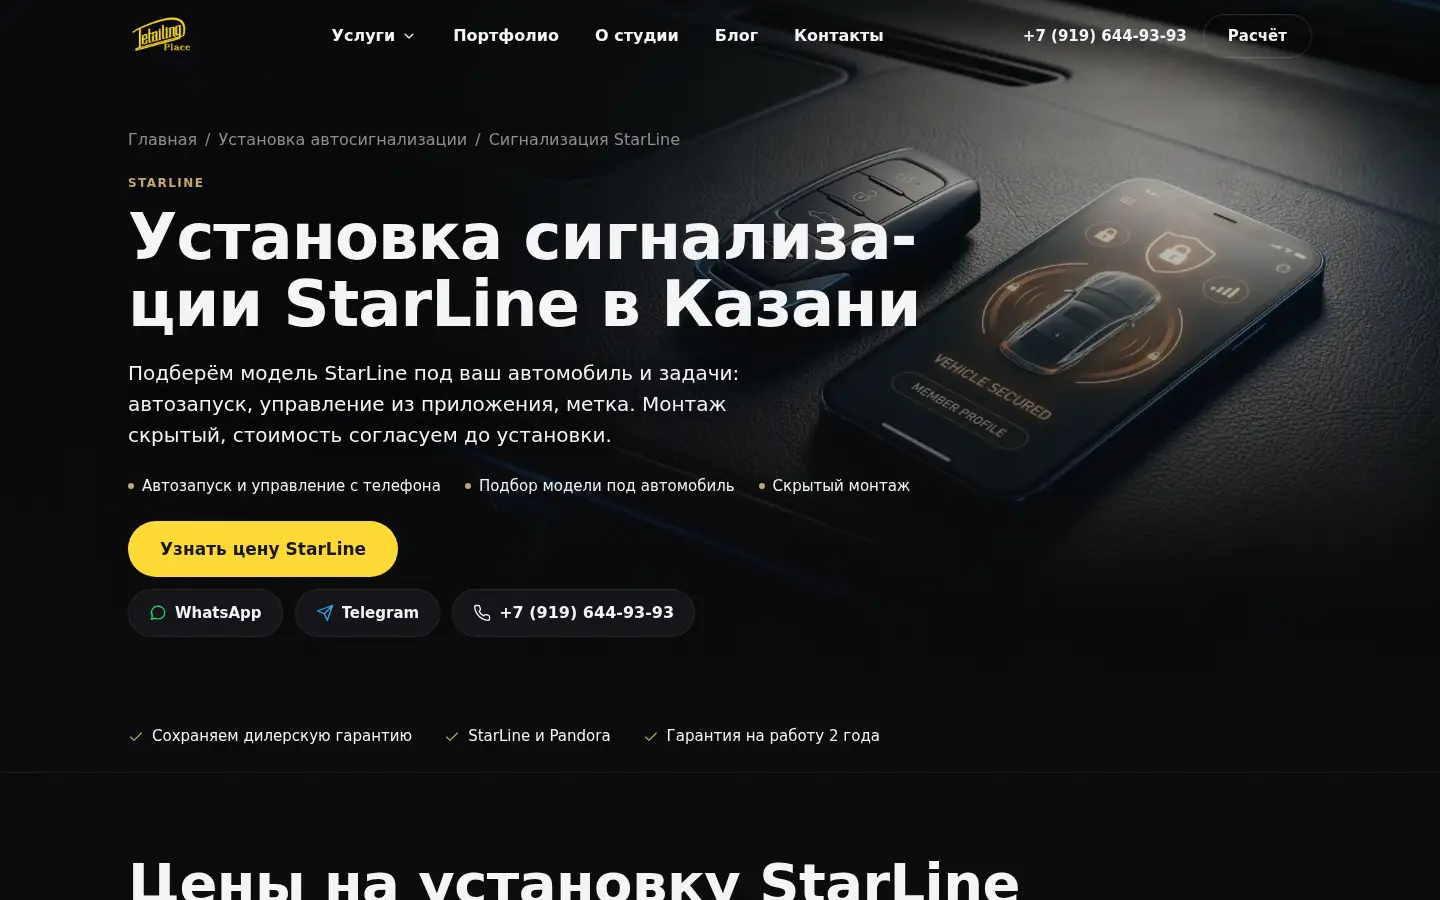 Detailing
Place
Услуги
Портфолио
О студии
Блог
Контакты
+7 (919) 644-93-93
Расчёт
Главная / Установка автосигнализации / Сигнализация StarLine
STARLINE
Установка сигнализа-
ции StarLine в Казани
Подберём модель StarLine под ваш автомобиль и задачи:
автозапуск, управление из приложения, метка. Монтаж
скрытый, стоимость согласуем до установки.
Автозапуск и управление с телефона
Подбор модели под автомобиль
Скрытый монтаж
VEHICLE SECURED
MEMBER PROFILE
Узнать цену StarLine
WhatsApp
Telegram
+7 (919) 644-93-93
Сохраняем дилерскую гарантию
StarLine и Pandora
Гарантия на работу 2 года
Цены на установку StarLine